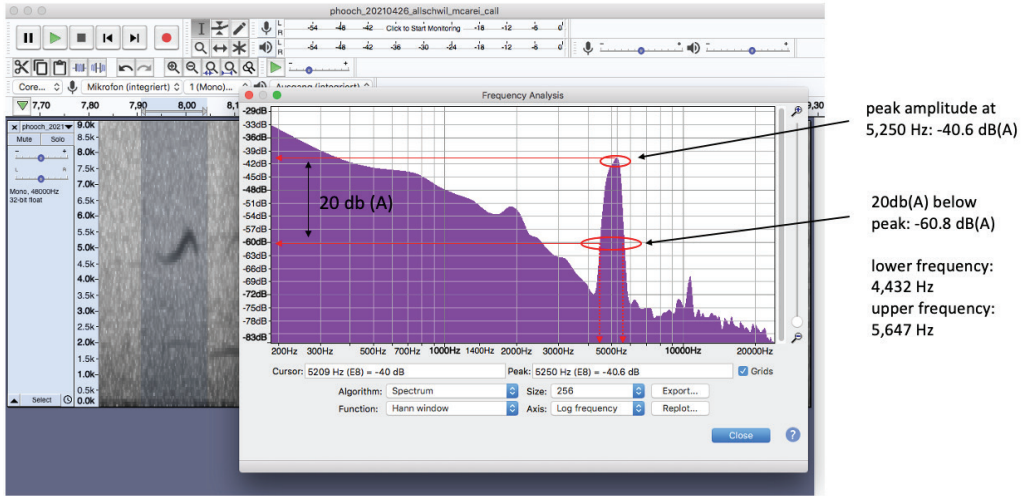 phooch_20210426_allschwil_mcarei_call
L
R
-54 -48 -42 Click to Start Monitoring -18 -12 -6 0
L
R
-54 -48 -42 -36 -30 -24 -18 -12 -6 0
Core... Mikrofon (integriert) 1 (Mono)... Ausgang (integriert)
7,70 7,80 7,90 8,00 8,1 9,30
phooch_2021
Mute Solo
- +
L R
Mono, 48000Hz
32-bit float
Select
9.0k
8.5k
8.0k
7.5k
7.0k
6.5k
6.0k
5.5k
5.0k
4.5k
4.0k
3.5k
3.0k
2.5k
2.0k
1.5k
1.0k
0.5k
0.0k
Frequency Analysis
-29dB
-33dB
-36dB
-39dB
-42dB
-45dB
-48dB
-51dB
-54dB
-57dB
-60dB
-63dB
-66dB
-69dB
-72dB
-75dB
-78dB
-83dB
20 db (A)
200Hz 300Hz 500Hz 700Hz 1000Hz 1400Hz 2000Hz 3000Hz 5000Hz 10000Hz 20000Hz
Cursor: 5209 Hz (E8) = -40 dB Peak: 5250 Hz (E8) = -40.6 dB Grids
Algorithm: Spectrum Size: 256 Export...
Function: Hann window Axis: Log frequency Replot...
Close ?
peak amplitude at
5,250 Hz: -40.6 dB(A)
20db(A) below
peak: -60.8 dB(A)
lower frequency:
4,432 Hz
upper frequency:
5,647 Hz